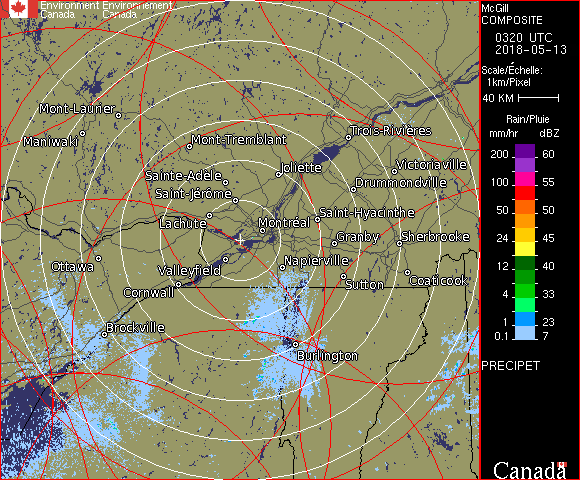 Environment Environnement
Canada Canada
McGill
COMPOSITE
0320 UTC
2018-05-13
Scale/Échelle:
1km/Pixel
40 KM
Rain/Pluie
mm/hr dBZ
200 60
100 55
50 50
24 45
12 40
4 33
1 23
0.1 7
PRECIPET
Mont-Laurier
Maniwaki
Mont-Tremblant
Trois-Rivières
Joliette
Victoriaville
Sainte-Adèle
Drummondville
Saint-Jérôme
Lachute
Saint-Hyacinthe
Montréal
Granby
Sherbrooke
Ottawa
Valleyfield
Napierville
Cornwall
Sutton
Coaticook
Brockville
Burlington
Canada